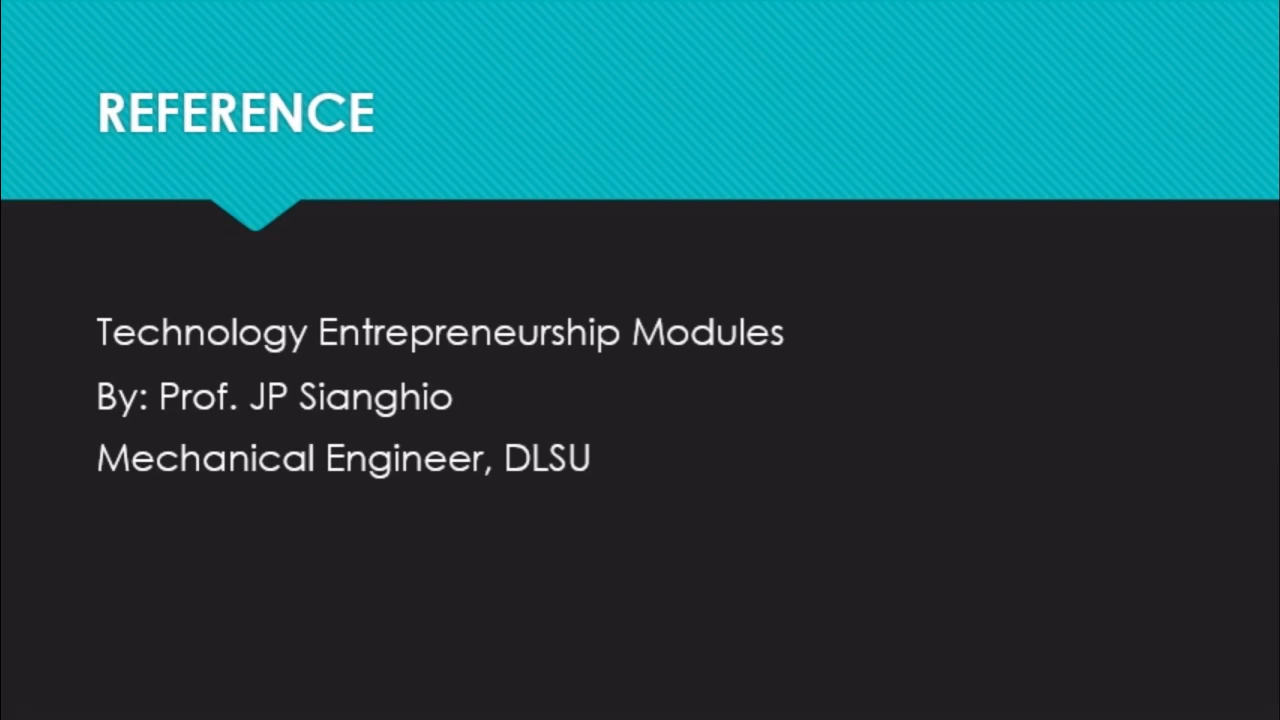 REFERENCE
Technology Entrepreneurship Modules
By: Prof. JP Sianghio
Mechanical Engineer, DLSU